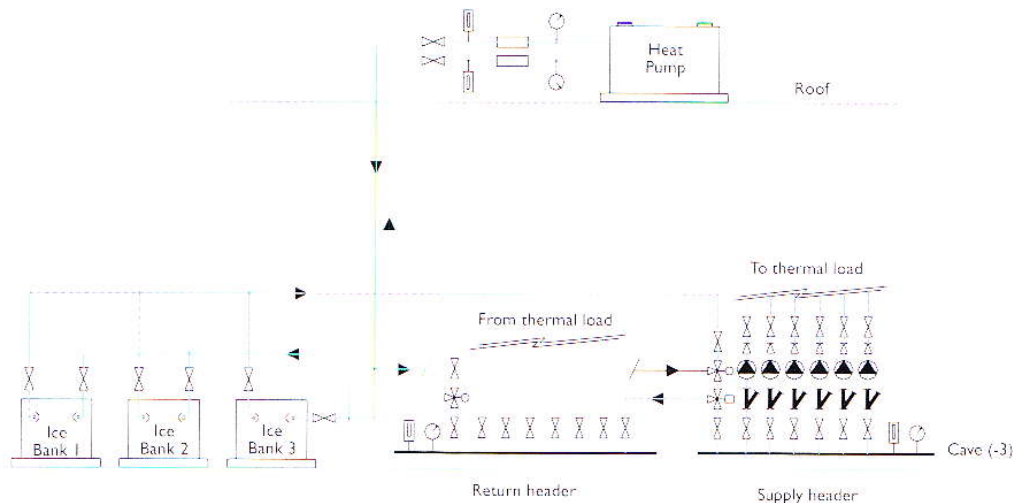 Heat
Pump
Roof
To thermal load
From thermal load
Ice
Bank 1
Ice
Bank 2
Ice
Bank 3
Cave (-3)
Return header
Supply header